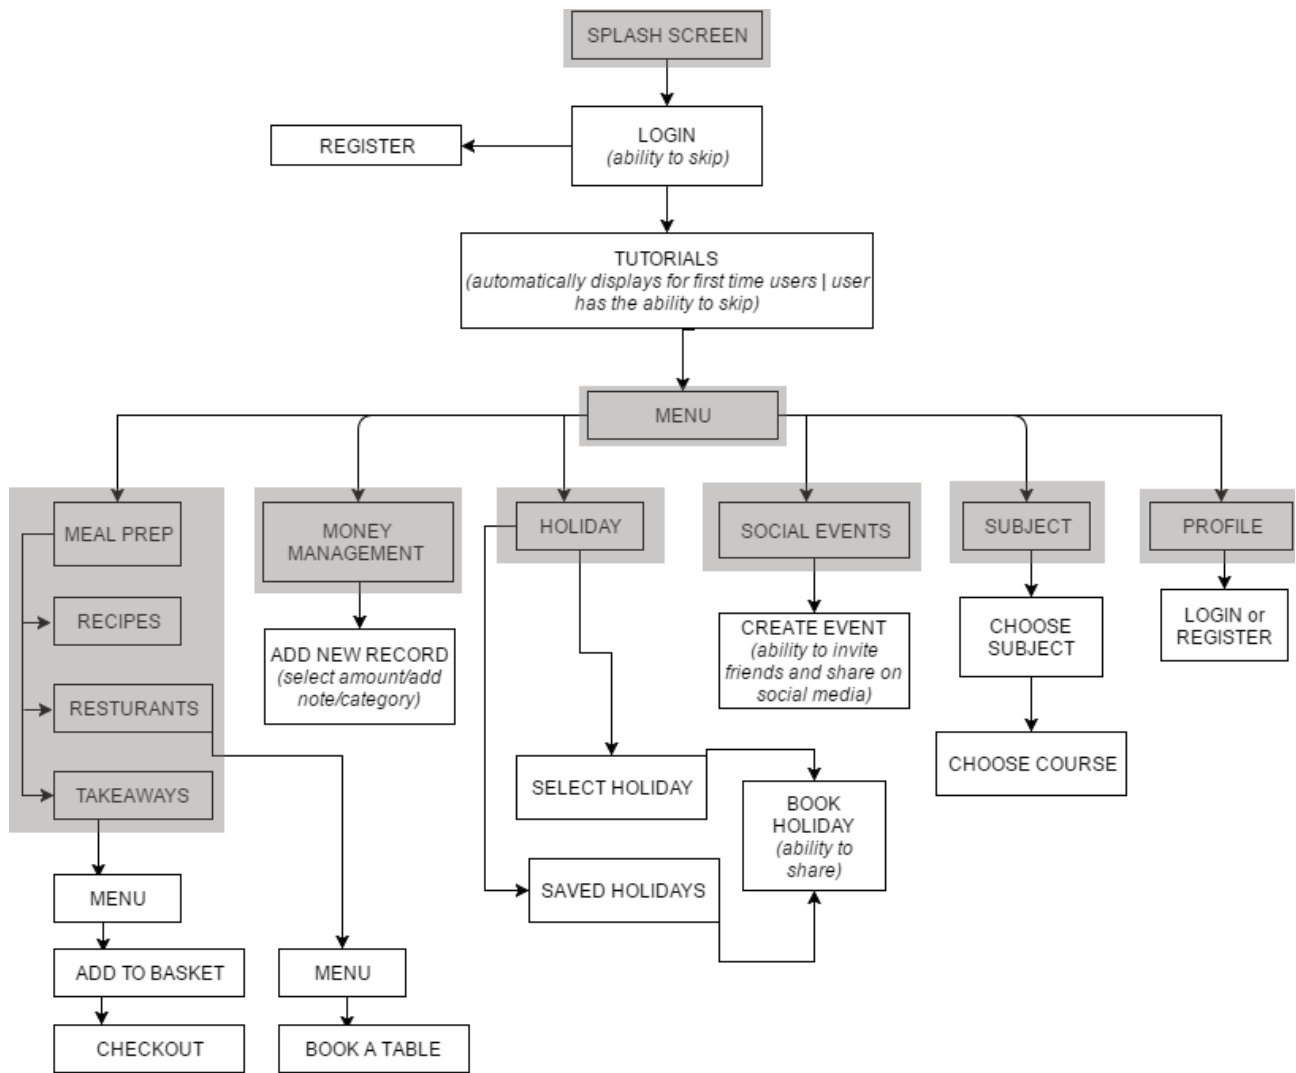 SPLASH SCREEN
REGISTER
LOGIN
(ability to skip)
TUTORIALS
(automatically displays for first time users | user
has the ability to skip)
MENU
MEAL PREP
RECIPES
RESTURANTS
TAKEAWAYS
MENU
ADD TO BASKET
CHECKOUT
MENU
BOOK A TABLE
MONEY
MANAGEMENT
ADD NEW RECORD
(select amount/add
note/category)
HOLIDAY
SELECT HOLIDAY
SAVED HOLIDAYS
BOOK
HOLIDAY
(ability to
share)
SOCIAL EVENTS
CREATE EVENT
(ability to invite
friends and share on
social media)
SUBJECT
CHOOSE
SUBJECT
CHOOSE COURSE
PROFILE
LOGIN or
REGISTER